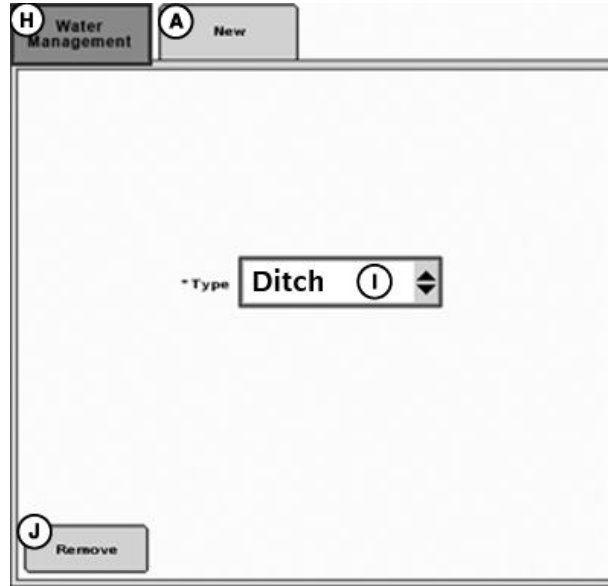 H
Water
Management
A
New
*Type
Ditch
I
J
Remove